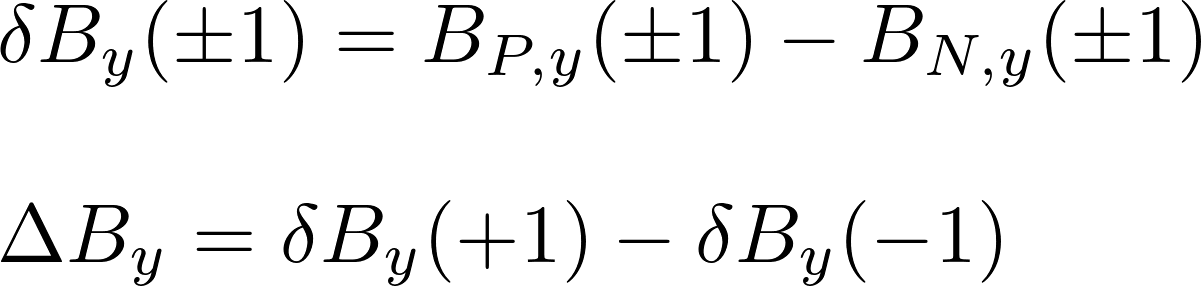 δB_y(±1) = B_{P,y}(±1) − B_{N,y}(±1)
ΔB_y = δB_y(+1) − δB_y(−1)